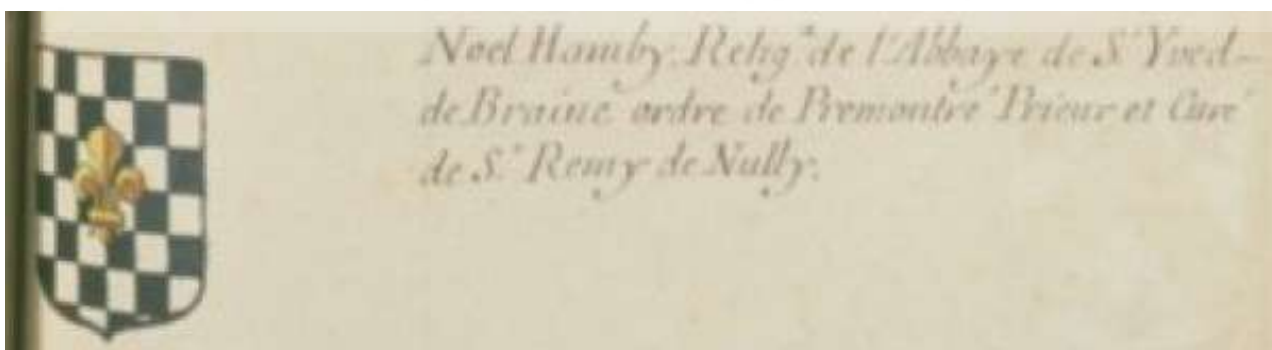 Noel Hamby, Relig.ᵉ de l'Abbaye de S.ᵗ Yved–
de Braine ordre de Premontré Prieur et Curé
de S.ᵗ Remy de Nully.